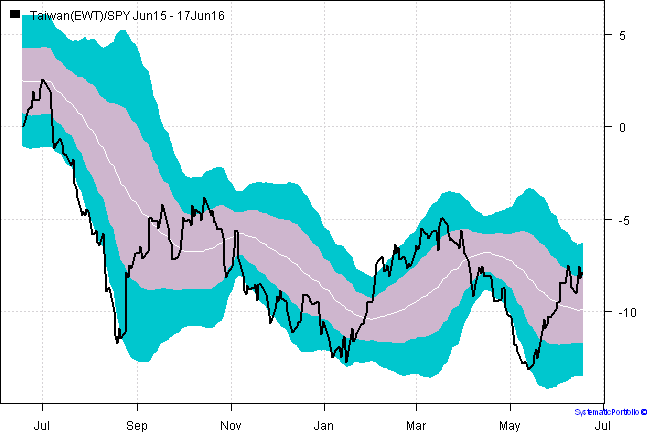 Taiwan(EWT)/SPY Jun15 - 17Jun16
5
0
-5
-10
Jul Sep Nov Jan Mar May Jul
SystematicPortfolio ©